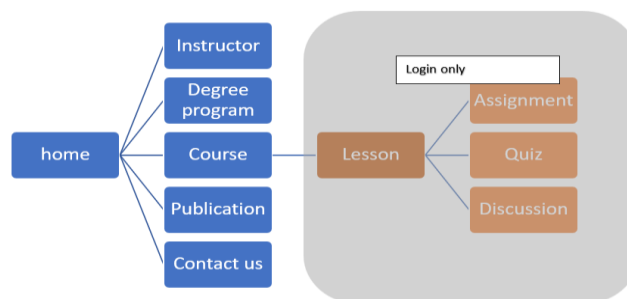 Instructor
Login only
Degree
program
Assignment
home
Course
Lesson
Quiz
Publication
Discussion
Contact us